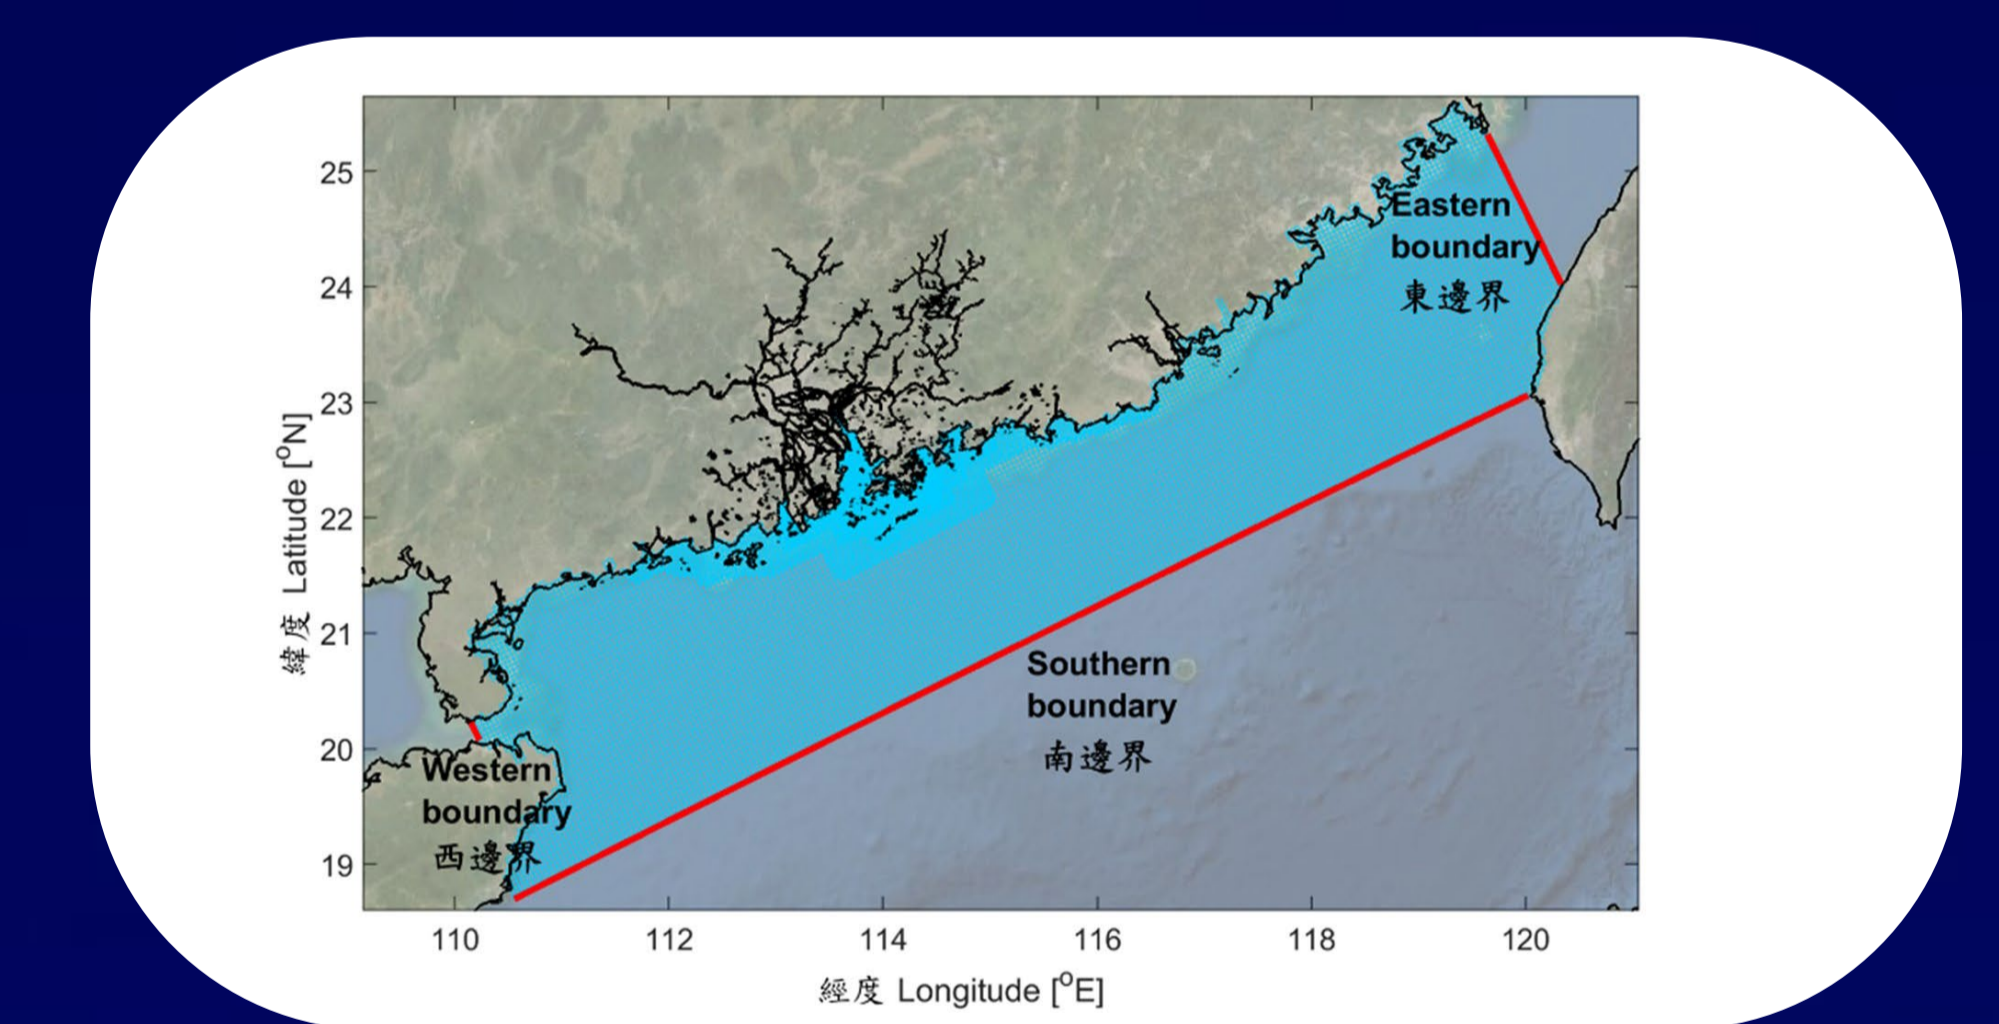 25
24
23
22
21
20
19
緯度 Latitude [°N]
Eastern
boundary
東邊界
Southern
boundary
南邊界
Western
boundary
西邊界
110 112 114 116 118 120
經度 Longitude [°E]